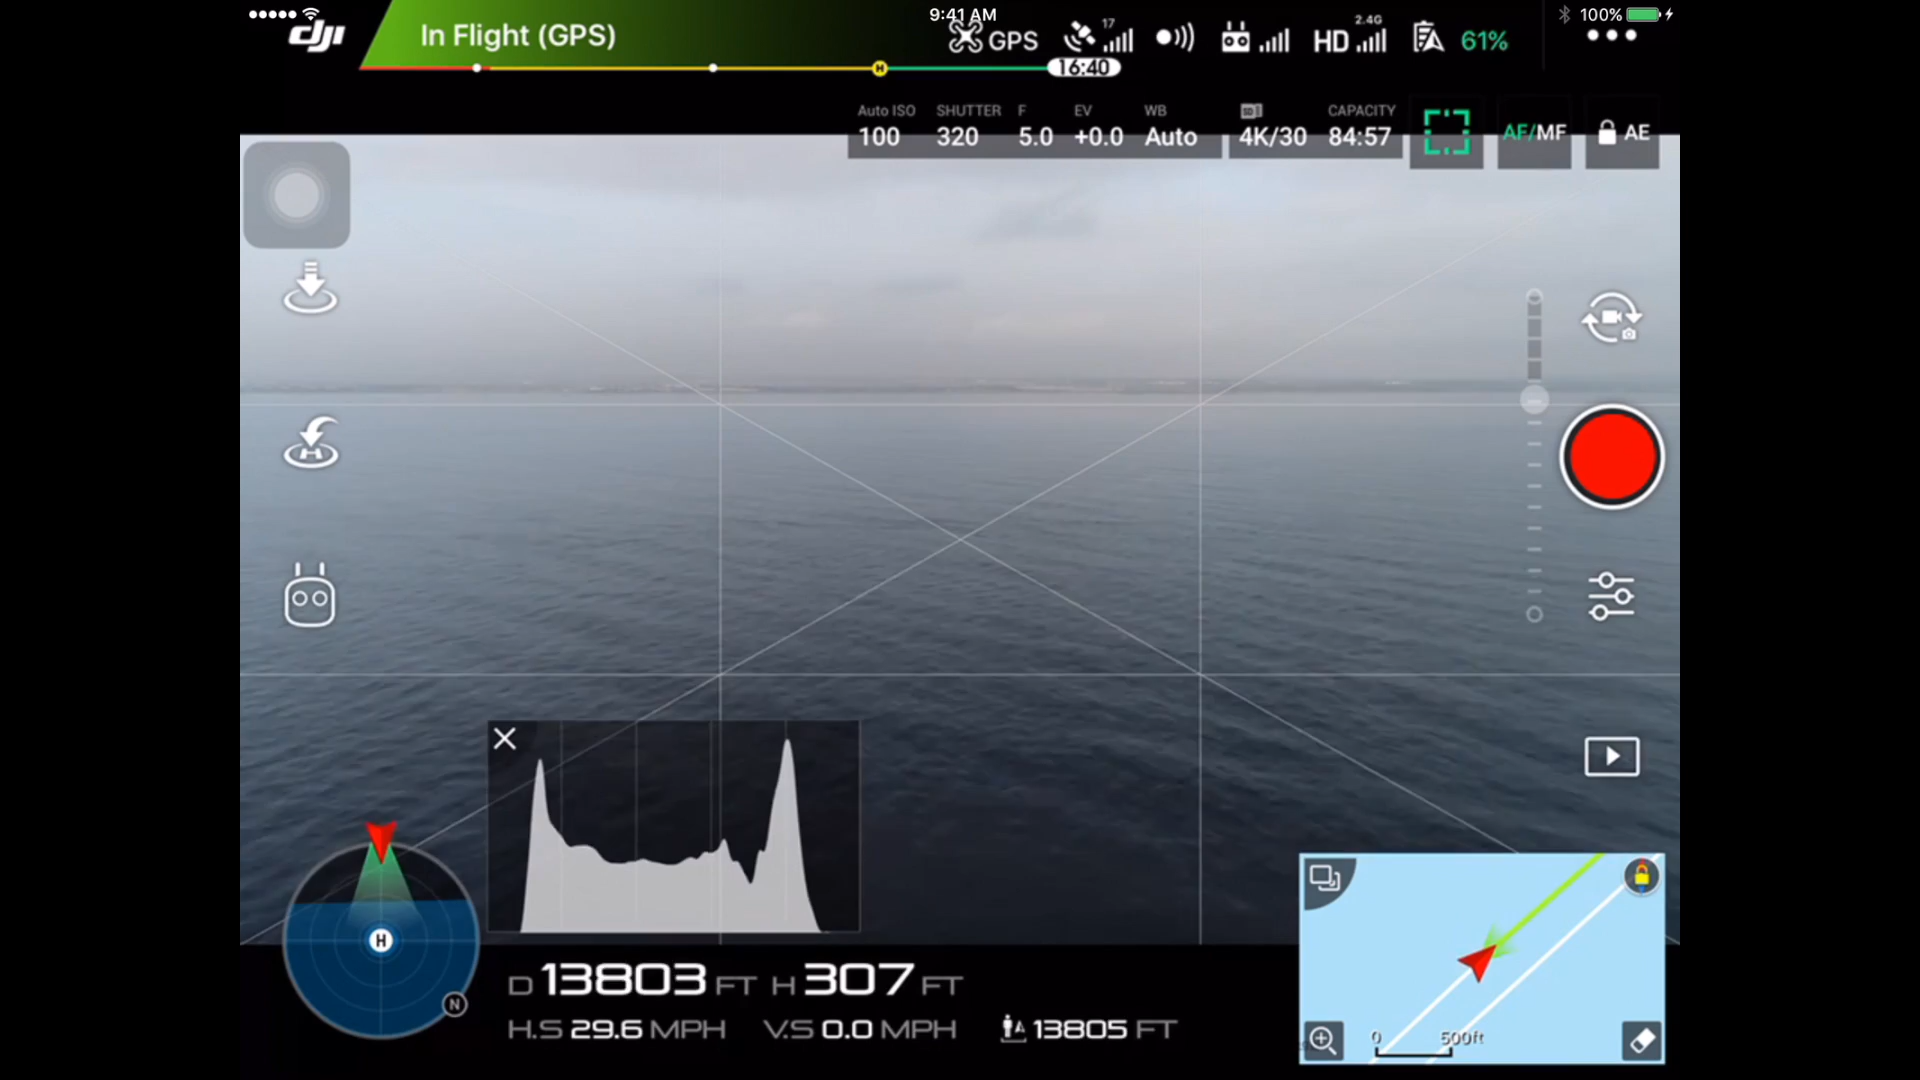 9:41 AM
100%
dji
In Flight (GPS)
GPS
17
HD
2.4G
61%
H
16:40
Auto ISO
100
SHUTTER
320
F
5.0
EV
+0.0
WB
Auto
4K/30
CAPACITY
84:57
AF/MF
AE
H
N
D 13803 FT H 307 FT
H.S 29.6 MPH V.S 0.0 MPH 13805 FT
0 500ft